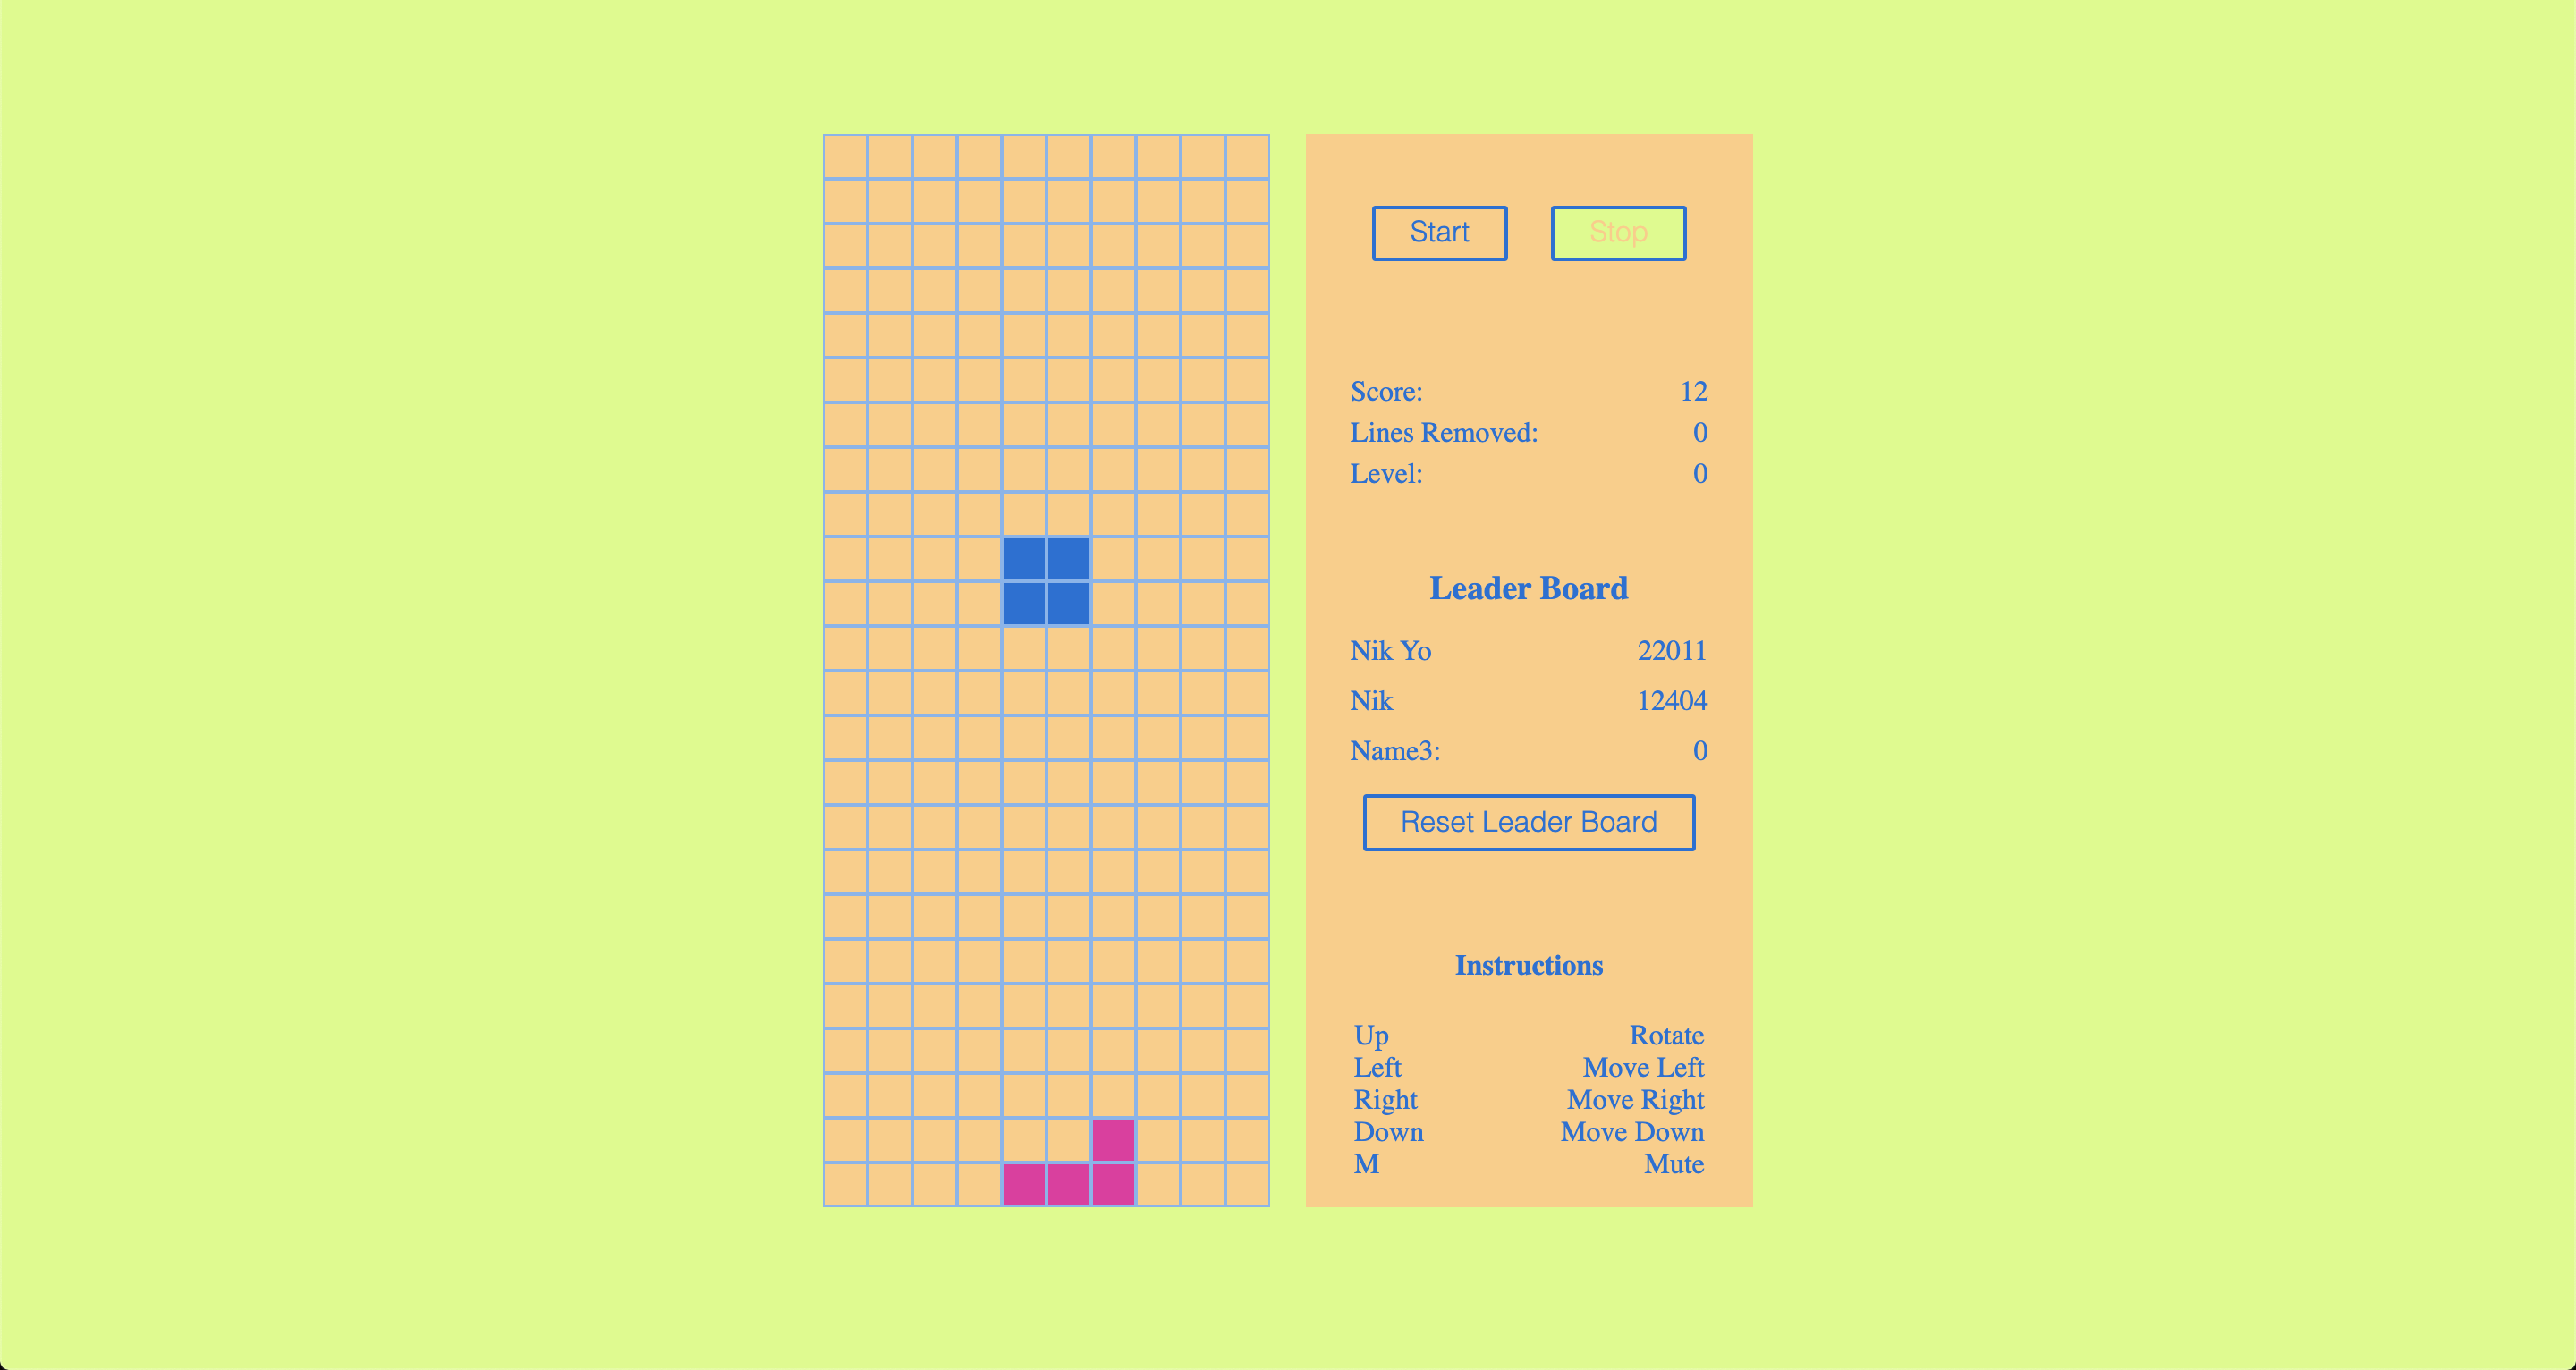 Start Stop
Score: 12
Lines Removed: 0
Level: 0
Leader Board
Nik Yo 22011
Nik 12404
Name3: 0
Reset Leader Board
Instructions
Up Rotate
Left Move Left
Right Move Right
Down Move Down
M Mute